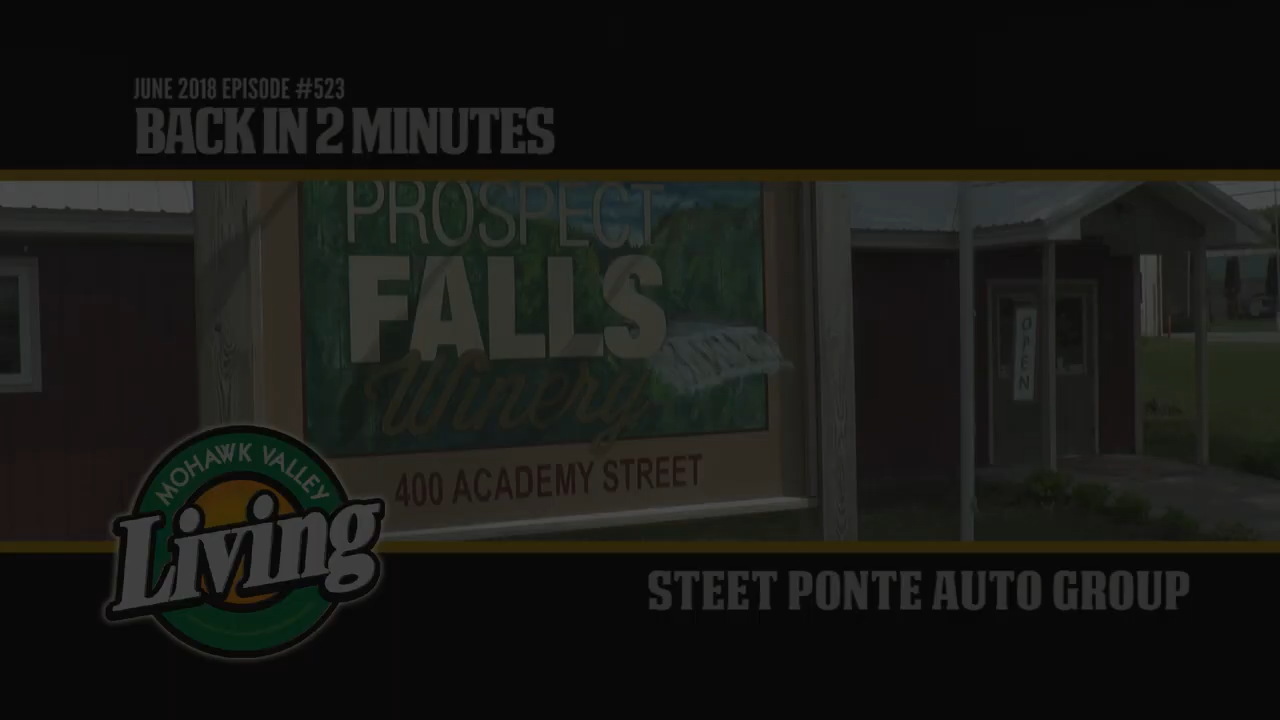 JUNE 2018 EPISODE #523
BACK IN 2 MINUTES
PROSPECT
FALLS
Winery
400 ACADEMY STREET
OPEN
MOHAWK VALLEY
Living
STEET PONTE AUTO GROUP